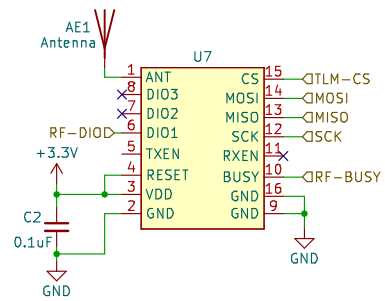 AE1
Antenna
U7
1 ANT CS 15 TLM-CS
8 DIO3 MOSI 14 MOSI
7 DIO2 MISO 13 MISO
RF-DIO 6 DIO1 SCK 12 SCK
5 TXEN RXEN 11
+3.3V
4 RESET BUSY 10 RF-BUSY
3 VDD GND 16
2 GND GND 9
C2
0.1uF
GND
GND